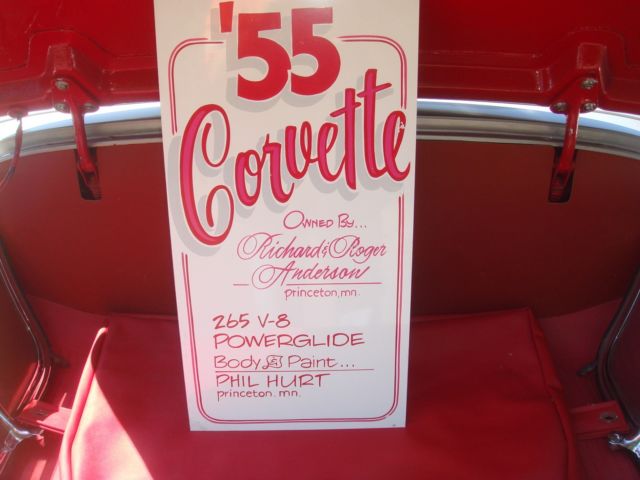 '55
Corvette
OWNED BY...
Richard & Roger
Anderson
princeton, mn.
265 V-8
POWERGLIDE
Body & Paint...
PHIL HURT
princeton. mn.